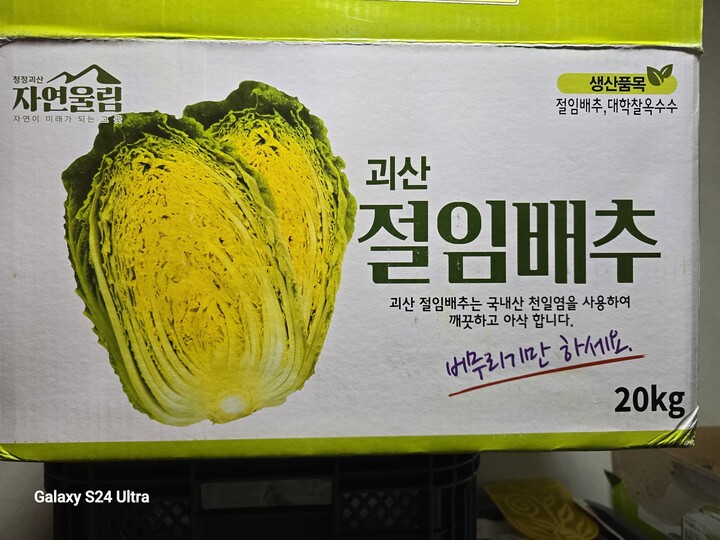 청정괴산
자연울림
자연이 미래가 되는 그 곳
생산품목
절임배추,대학찰옥수수
괴산
절임배추
괴산 절임배추는 국내산 천일염을 사용하여
깨끗하고 아삭 합니다.
버무리기만 하세요.
20kg
Galaxy S24 Ultra